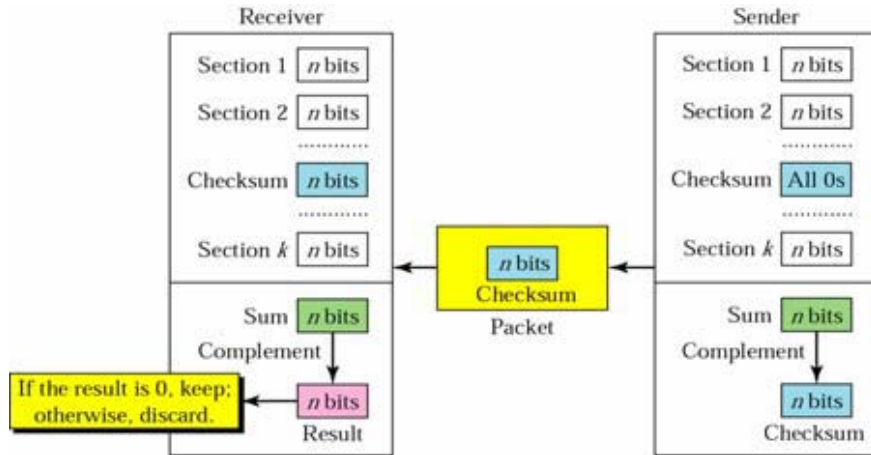 Receiver
Section 1 n bits
Section 2 n bits
Checksum n bits
Section k n bits
Sum n bits
Complement
n bits
Result
If the result is 0, keep;
otherwise, discard.
n bits
Checksum
Packet
Sender
Section 1 n bits
Section 2 n bits
Checksum All 0s
Section k n bits
Sum n bits
Complement
n bits
Checksum